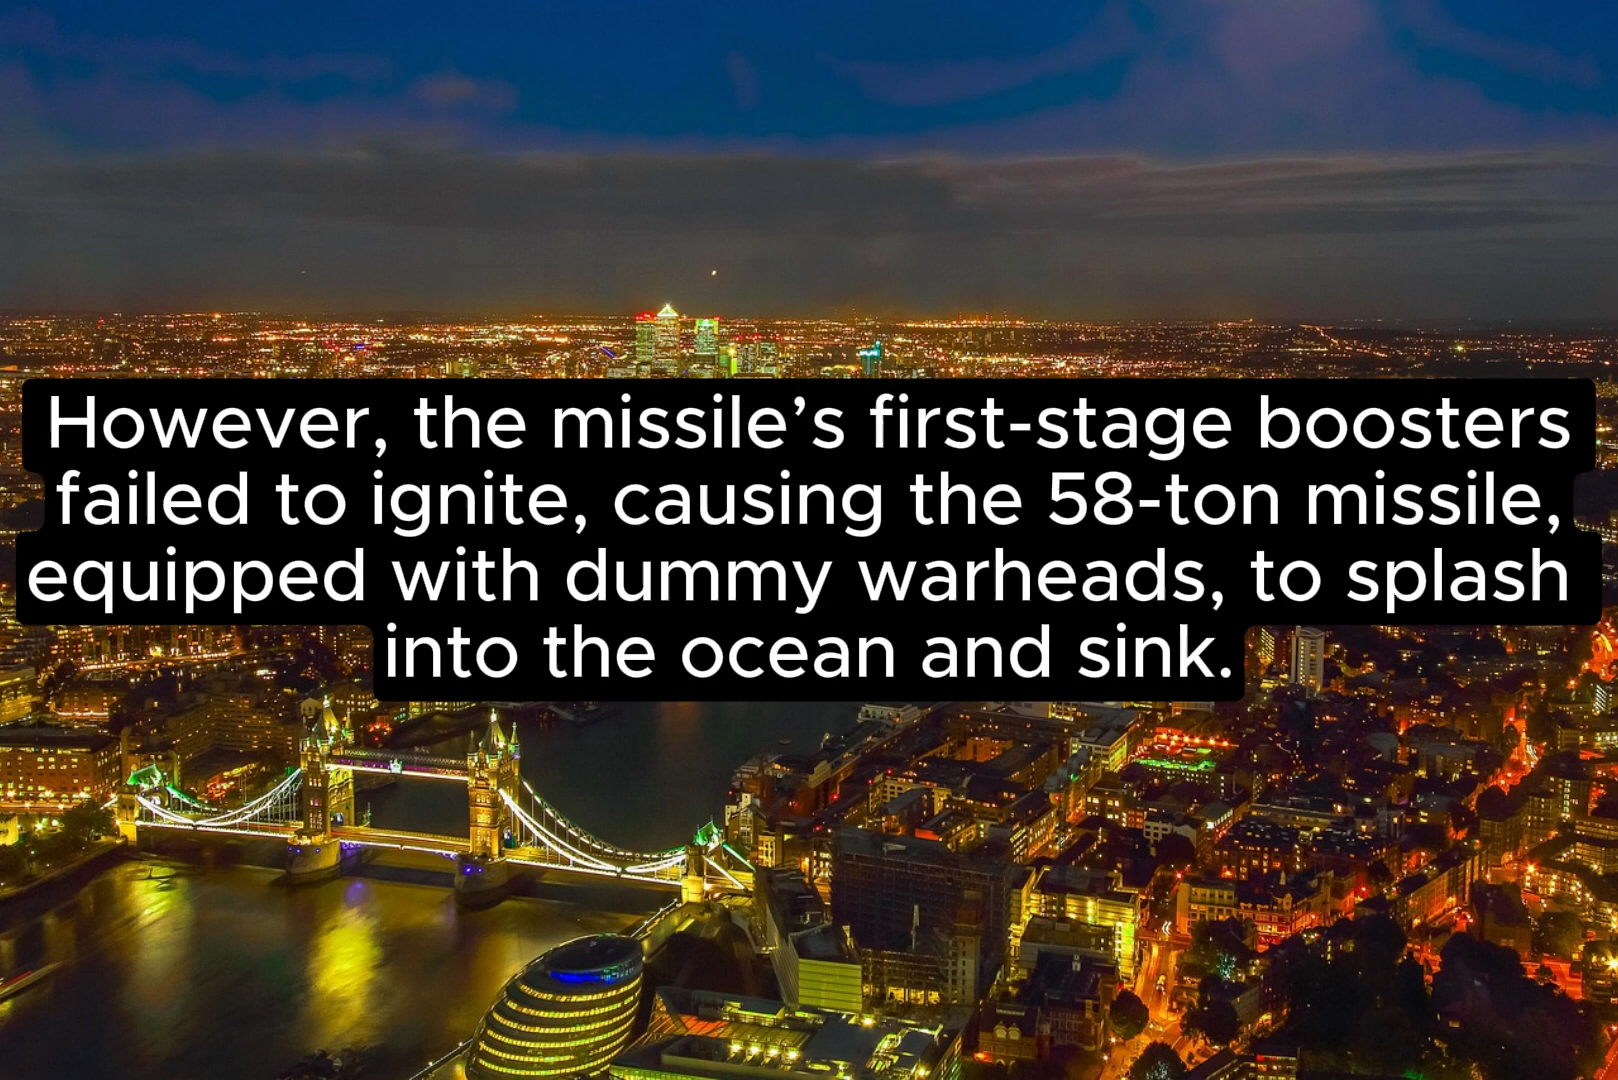 However, the missile’s first-stage boosters
failed to ignite, causing the 58-ton missile,
equipped with dummy warheads, to splash
into the ocean and sink.